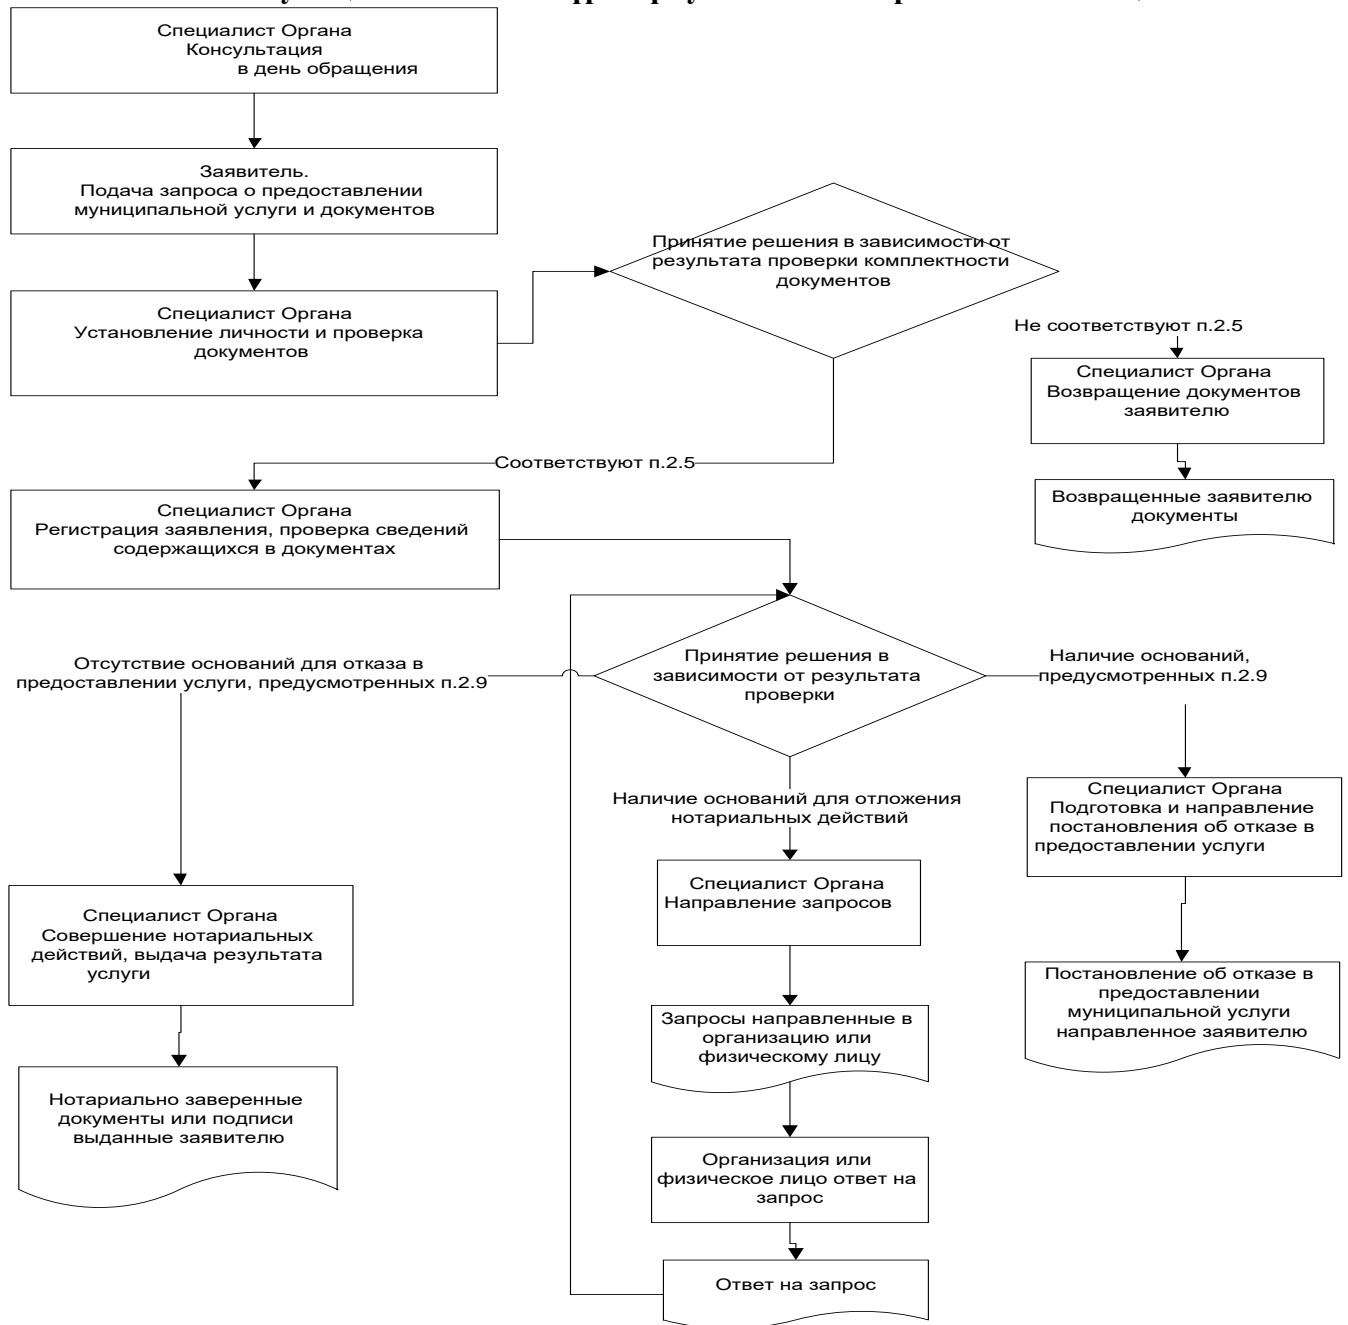 Специалист Органа
Консультация
в день обращения
Заявитель.
Подача запроса о предоставлении
муниципальной услуги и документов
Специалист Органа
Установление личности и проверка
документов
Принятие решения в зависимости от
результата проверки комплектности
документов
Не соответствуют п.2.5
Специалист Органа
Возвращение документов
заявителю
Возвращенные заявителю
документы
Соответствуют п.2.5
Специалист Органа
Регистрация заявления, проверка сведений
содержащихся в документах
Принятие решения в
зависимости от результата
проверки
Отсутствие оснований для отказа в
предоставлении услуги, предусмотренных п.2.9
Наличие оснований,
предусмотренных п.2.9
Наличие оснований для отложения
нотариальных действий
Специалист Органа
Подготовка и направление
постановления об отказе в
предоставлении услуги
Постановление об отказе в
предоставлении
муниципальной услуги
направленное заявителю
Специалист Органа
Направление запросов
Запросы направленные в
организацию или
физическому лицу
Организация или
физическое лицо ответ на
запрос
Ответ на запрос
Специалист Органа
Совершение нотариальных
действий, выдача результата
услуги
Нотариально заверенные
документы или подписи
выданные заявителю